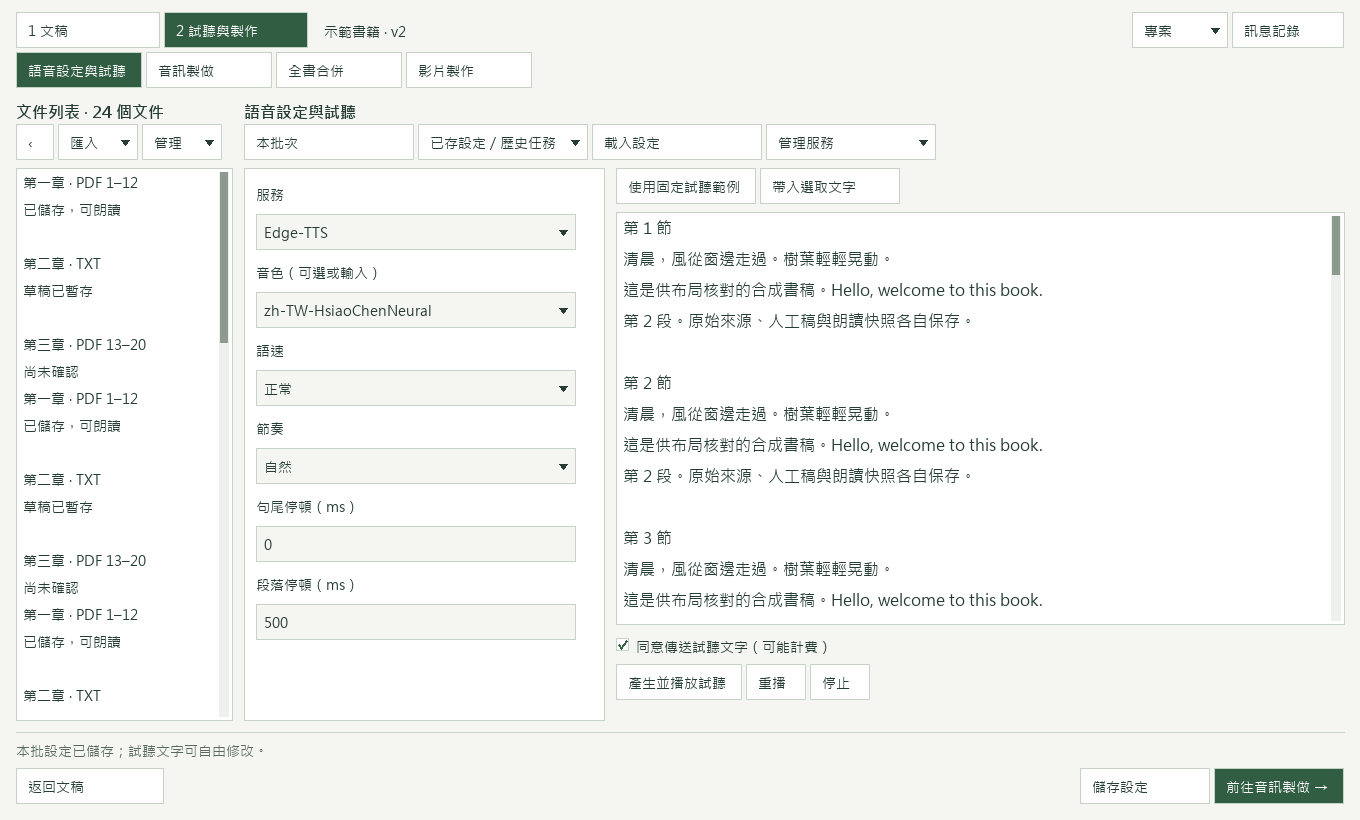 1 文稿
2 試聽與製作
示範書籍 · v2
專案
訊息記錄
語音設定與試聽
音訊製做
全書合併
影片製作
文件列表 · 24 個文件
語音設定與試聽
‹
匯入
管理
本批次
已存設定 / 歷史任務
載入設定
管理服務
第一章 · PDF 1–12
已儲存，可朗讀
第二章 · TXT
草稿已暫存
第三章 · PDF 13–20
尚未確認
第一章 · PDF 1–12
已儲存，可朗讀
第二章 · TXT
草稿已暫存
第三章 · PDF 13–20
尚未確認
第一章 · PDF 1–12
已儲存，可朗讀
第二章 · TXT
服務
Edge-TTS
音色（可選或輸入）
zh-TW-HsiaoChenNeural
語速
正常
節奏
自然
句尾停頓（ms）
0
段落停頓（ms）
500
使用固定試聽範例
帶入選取文字
第 1 節
清晨，風從窗邊走過。樹葉輕輕晃動。
這是供布局核對的合成書稿。Hello, welcome to this book.
第 2 段。原始來源、人工稿與朗讀快照各自保存。
第 2 節
清晨，風從窗邊走過。樹葉輕輕晃動。
這是供布局核對的合成書稿。Hello, welcome to this book.
第 2 段。原始來源、人工稿與朗讀快照各自保存。
第 3 節
清晨，風從窗邊走過。樹葉輕輕晃動。
這是供布局核對的合成書稿。Hello, welcome to this book.
同意傳送試聽文字（可能計費）
產生並播放試聽
重播
停止
本批設定已儲存；試聽文字可自由修改。
返回文稿
儲存設定
前往音訊製做 →